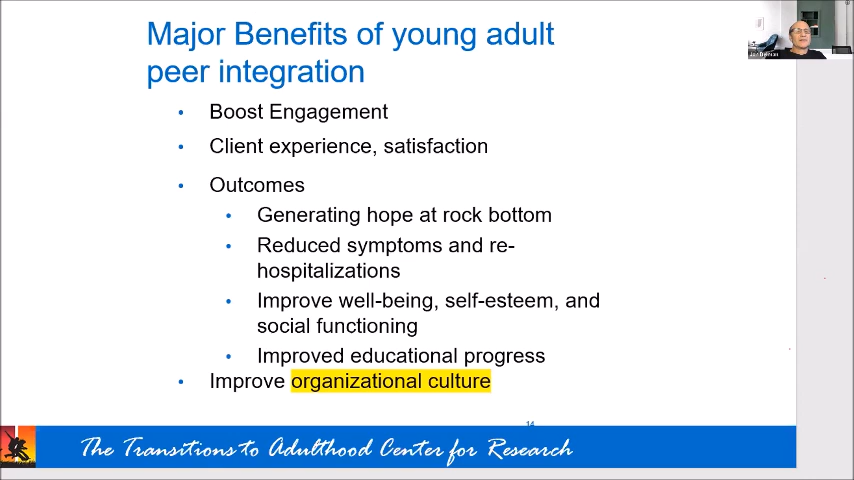 Major Benefits of young adult
peer integration
• Boost Engagement
• Client experience, satisfaction
• Outcomes
• Generating hope at rock bottom
• Reduced symptoms and re-
hospitalizations
• Improve well-being, self-esteem, and
social functioning
• Improved educational progress
• Improve organizational culture
14
The Transitions to Adulthood Center for Research